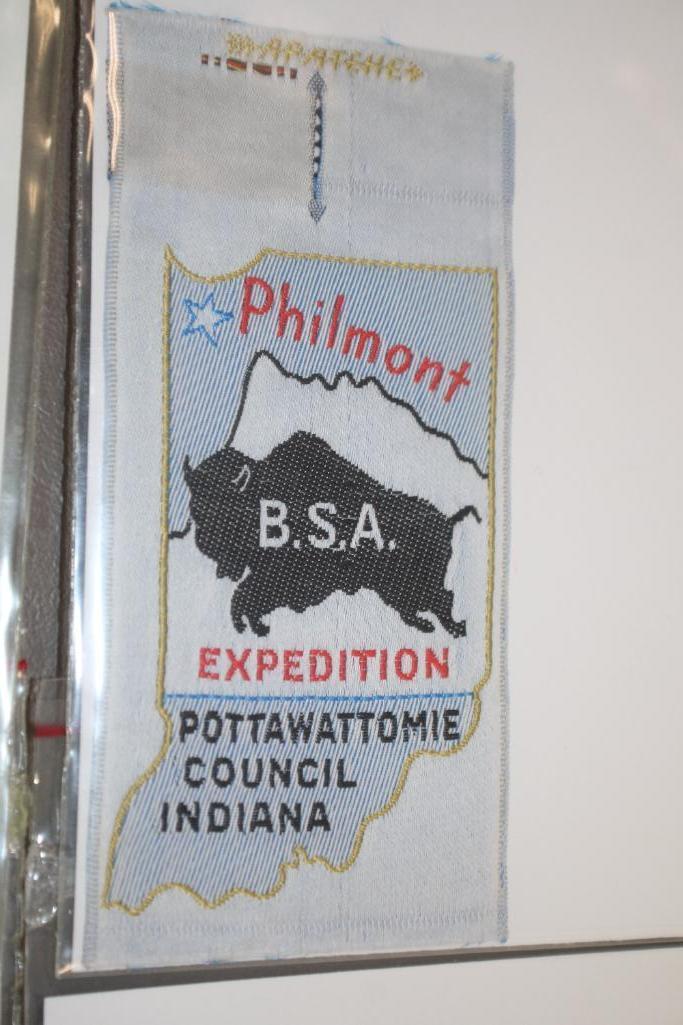 Philmont
B.S.A.
EXPEDITION
POTTAWATTOMIE
COUNCIL
INDIANA